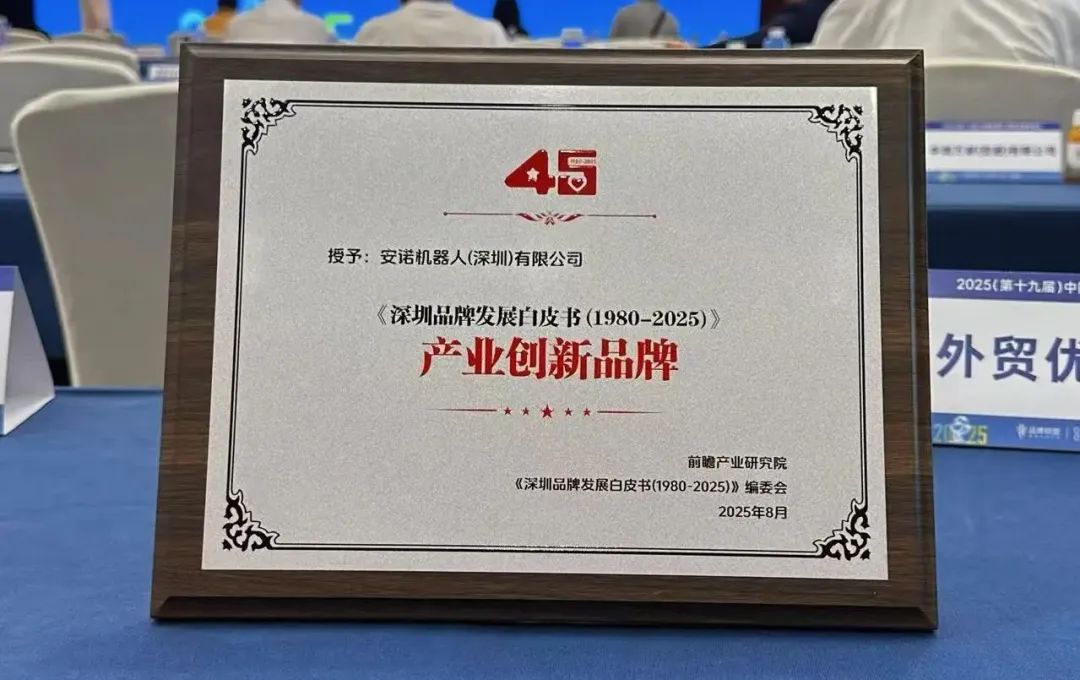 45
1980-2025
授予：安诺机器人(深圳)有限公司
《深圳品牌发展白皮书(1980-2025)》
产业创新品牌
前瞻产业研究院
《深圳品牌发展白皮书(1980-2025)》编委会
2025年8月
2025(第十九届)中
外贸优
2025